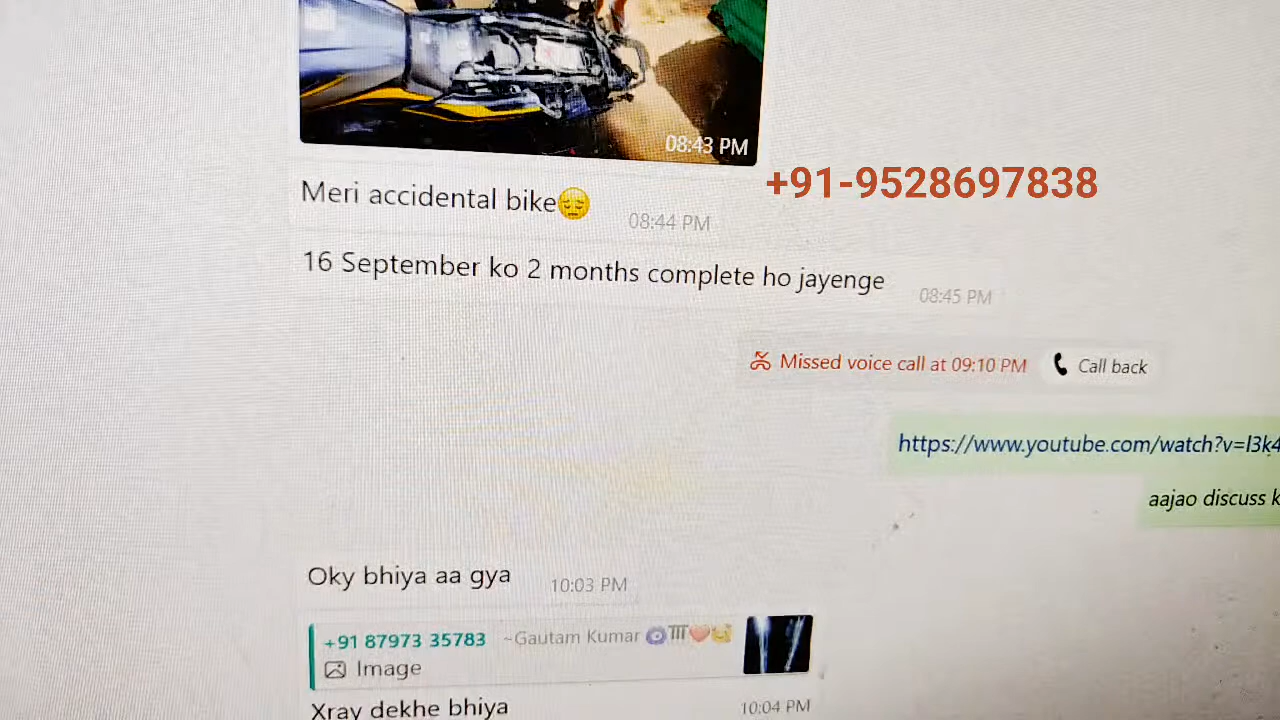 08:43 PM
+91-9528697838
Meri accidental bike😔 08:44 PM
16 September ko 2 months complete ho jayenge 08:45 PM
Missed voice call at 09:10 PM Call back
https://www.youtube.com/watch?v=l3k4
aajao discuss k
Oky bhiya aa gya 10:03 PM
+91 87973 35783 ~Gautam Kumar
Image
Xray dekhe bhiya 10:04 PM